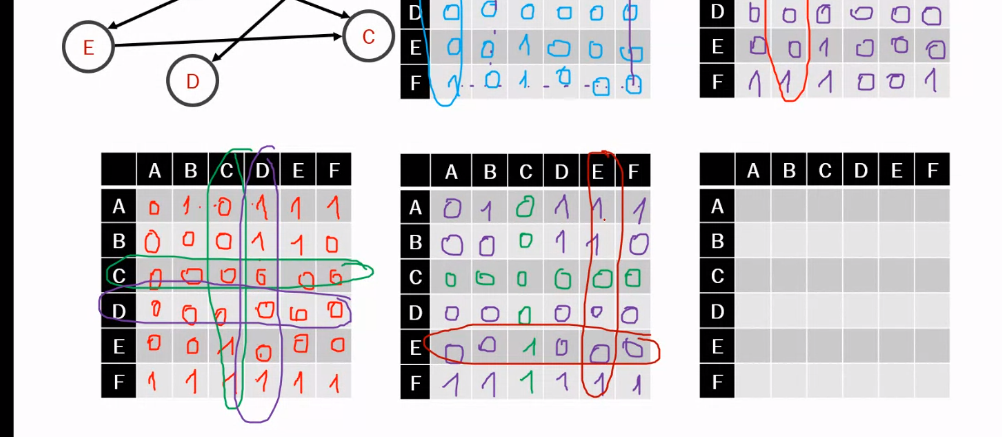 E
C
D
D 0 0 0 0 0 0
E 0 0 1 0 0 0
F 1 0 1 0 0 0
D 0 0 0 0 0 0
E 0 0 1 0 0 0
F 1 1 1 0 0 1
A B C D E F
A 0 1 0 1 1 1
B 0 0 0 1 1 0
C 0 0 0 0 0 0
D 0 0 0 0 0 0
E 0 0 1 0 0 0
F 1 1 1 1 1 1
A B C D E F
A 0 1 0 1 1 1
B 0 0 0 1 1 0
C 0 0 0 0 0 0
D 0 0 0 0 0 0
E 0 0 1 0 0 0
F 1 1 1 1 1 1
A B C D E F
A
B
C
D
E
F